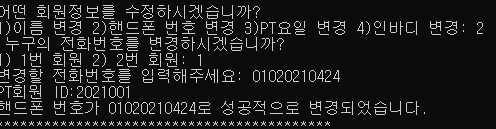 어떤 회원정보를 수정하시겠습니까?
1)이름 변경 2)핸드폰 번호 변경 3)PT요일 변경 4)인바디 변경: 2
누구의 전화번호를 변경하시겠습니까?
1) 1번 회원 2) 2번 회원: 1
변경할 전화번호를 입력해주세요: 01020210424
PT회원 ID:2021001
핸드폰 번호가 01020210424로 성공적으로 변경되었습니다.
****************************************